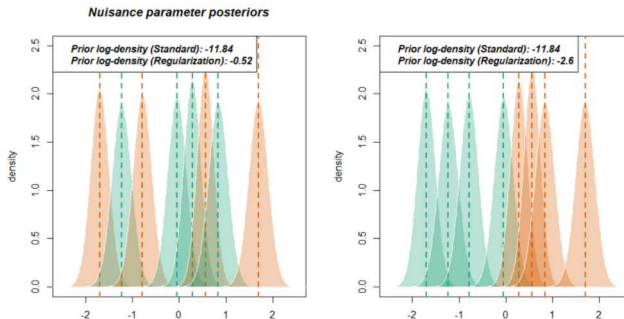 Nuisance parameter posteriors
Prior log-density (Standard): -11.84
Prior log-density (Regularization): -0.52
density
2.5
2.0
1.5
1.0
0.5
0.0
-2 -1 0 1 2
Prior log-density (Standard): -11.84
Prior log-density (Regularization): -2.6
density
2.5
2.0
1.5
1.0
0.5
0.0
-2 -1 0 1 2